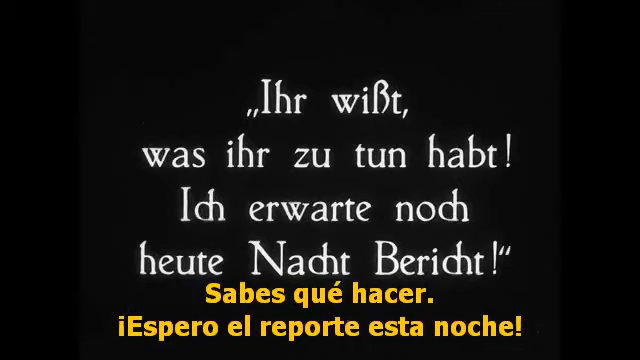 „Ihr wißt,
was ihr zu tun habt!
Ich erwarte noch
heute Nacht Bericht!“
Sabes qué hacer.
¡Espero el reporte esta noche!